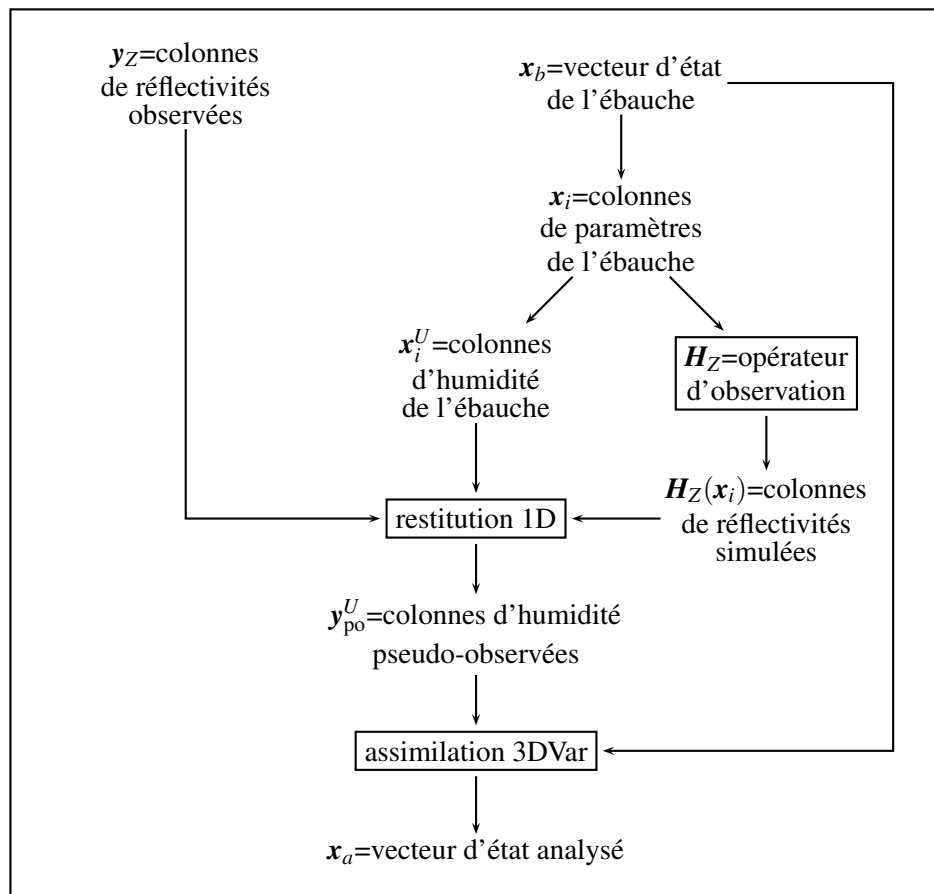 y_Z=colonnes
de réflectivités
observées
x_b=vecteur d'état
de l'ébauche
x_i=colonnes
de paramètres
de l'ébauche
x_i^U=colonnes
d'humidité
de l'ébauche
H_Z=opérateur
d'observation
H_Z(x_i)=colonnes
de réflectivités
simulées
restitution 1D
y_po^U=colonnes d'humidité
pseudo-observées
assimilation 3DVar
x_a=vecteur d'état analysé